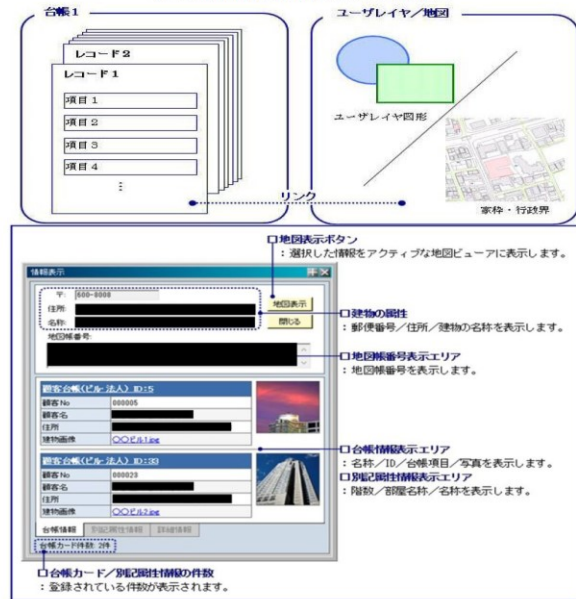 台帳1
レコード2
レコード1
項目1
項目2
項目3
項目4
⋮
ユーザレイヤ/地図
ユーザレイヤ図形
家枠・行政界
リンク
口地図表示ボタン
:選択した情報をアクティブな地図ビューアに表示します。
情報表示
〒: 600-8008
住所:
名称:
地図表示
閉じる
地図帳番号:
口建物の属性
:郵便番号/住所/建物の名称を表示します。
口地図帳番号表示エリア
:地図帳番号を表示します。
顧客台帳(ビル・法人) ID:5
顧客No 000005
顧客名
住所
建物画像 〇〇ビル1.jpg
顧客台帳(ビル・法人) ID:33
顧客No 000023
顧客名
住所
建物画像 〇〇ビル2.jpg
口台帳情報表示エリア
:名称/ID/台帳項目/写真を表示します。
口別記属性情報表示エリア
:階数/部屋名称/名称を表示します。
台帳情報 別記属性情報 詳細情報
台帳カード件数: 2件
口台帳カード/別記属性情報の件数
:登録されている件数が表示されます。